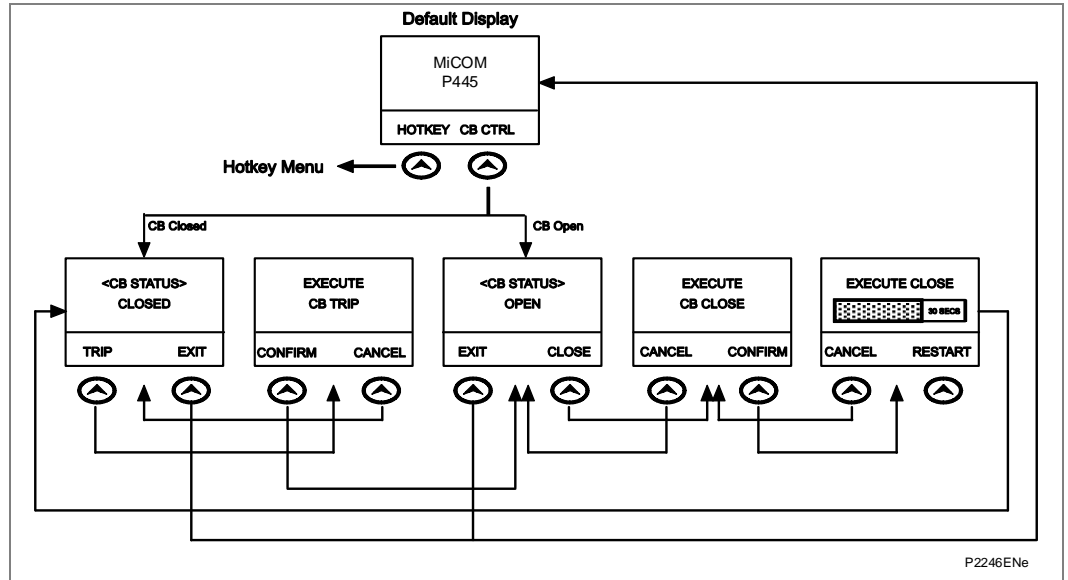 Default Display
MiCOM
P445
HOTKEY CB CTRL
Hotkey Menu
CB Closed
CB Open
<CB STATUS>
CLOSED
TRIP EXIT
EXECUTE
CB TRIP
CONFIRM CANCEL
<CB STATUS>
OPEN
EXIT CLOSE
EXECUTE
CB CLOSE
CANCEL CONFIRM
EXECUTE CLOSE
30 SECS
CANCEL RESTART
P2246ENe